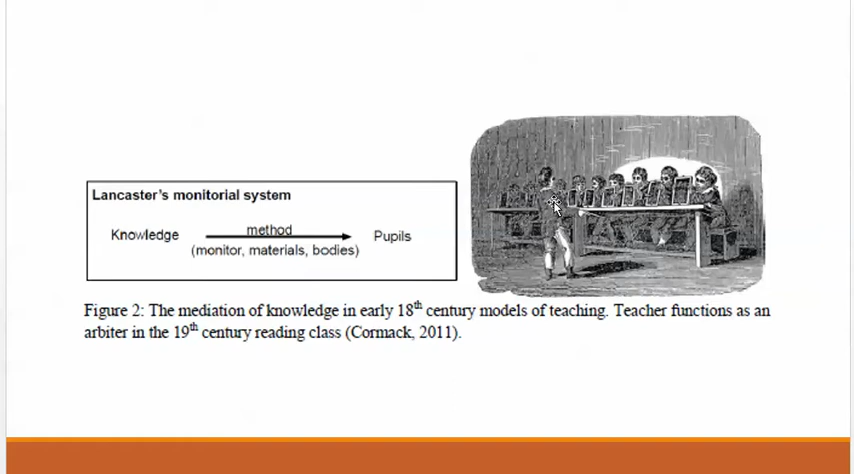 Lancaster's monitorial system
Knowledge
method
(monitor, materials, bodies)
Pupils
Figure 2: The mediation of knowledge in early 18th century models of teaching. Teacher functions as an
arbiter in the 19th century reading class (Cormack, 2011).